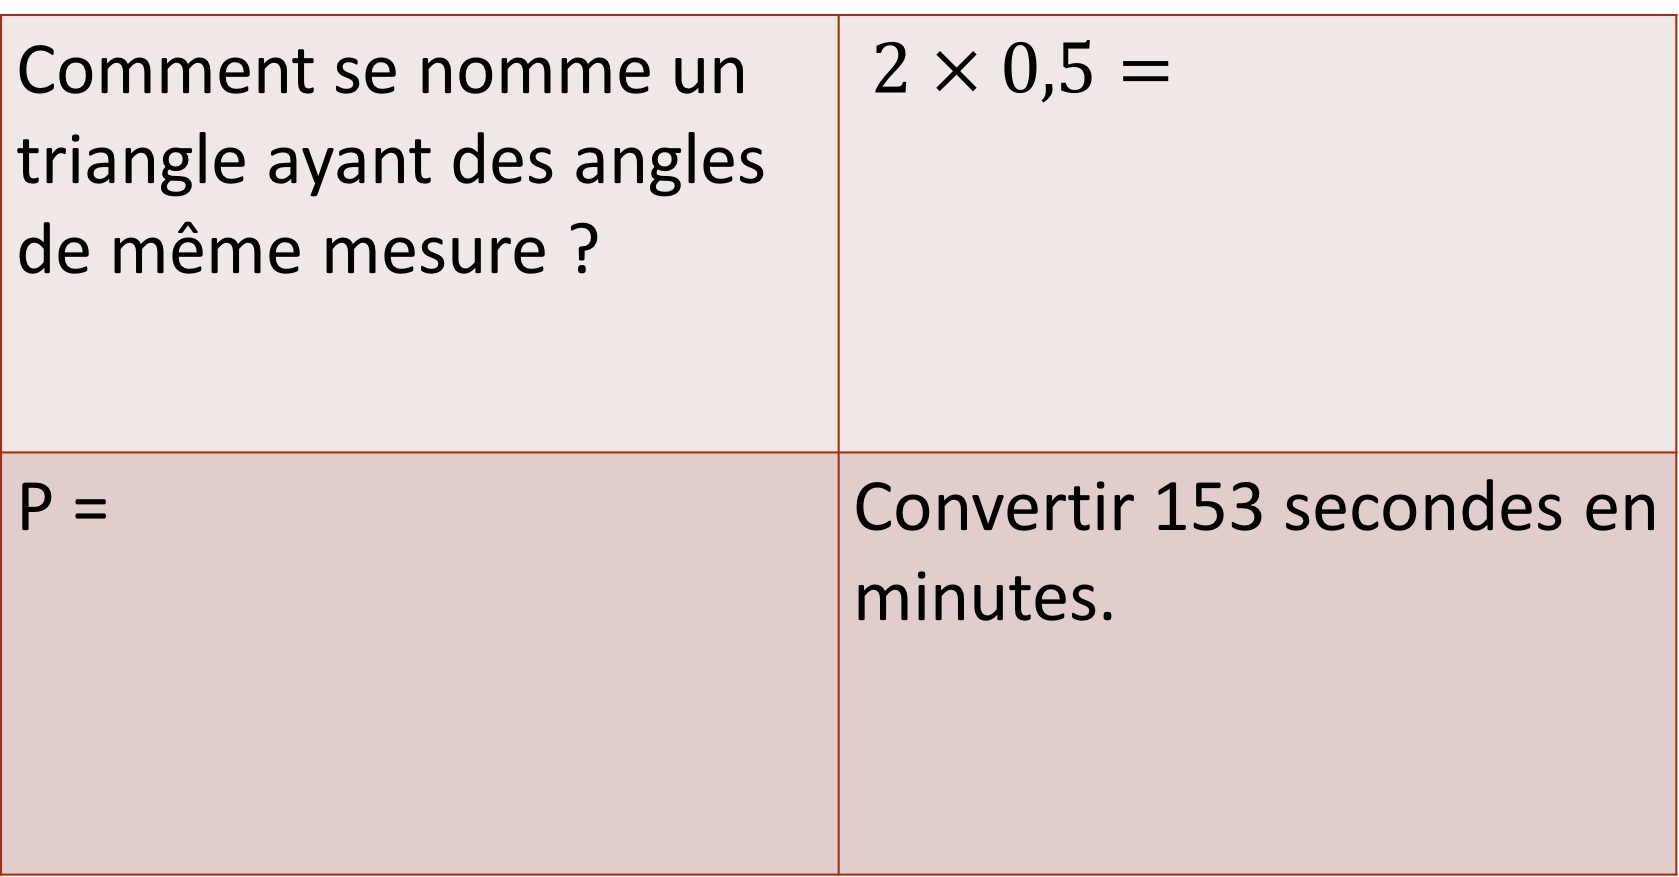 Comment se nomme un
triangle ayant des angles
de même mesure ?
2 × 0,5 =
P =
Convertir 153 secondes en
minutes.